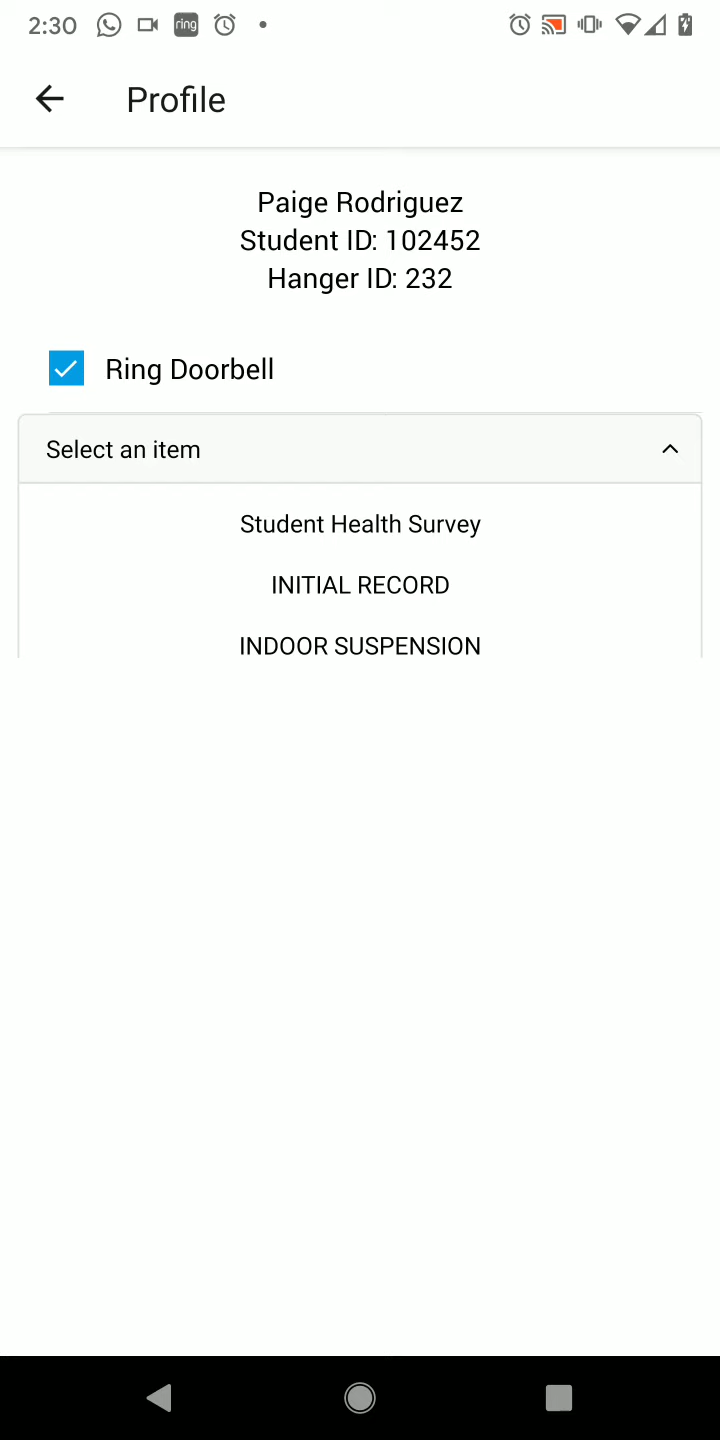 2:30
ring
Profile
Paige Rodriguez
Student ID: 102452
Hanger ID: 232
Ring Doorbell
Select an item
Student Health Survey
INITIAL RECORD
INDOOR SUSPENSION